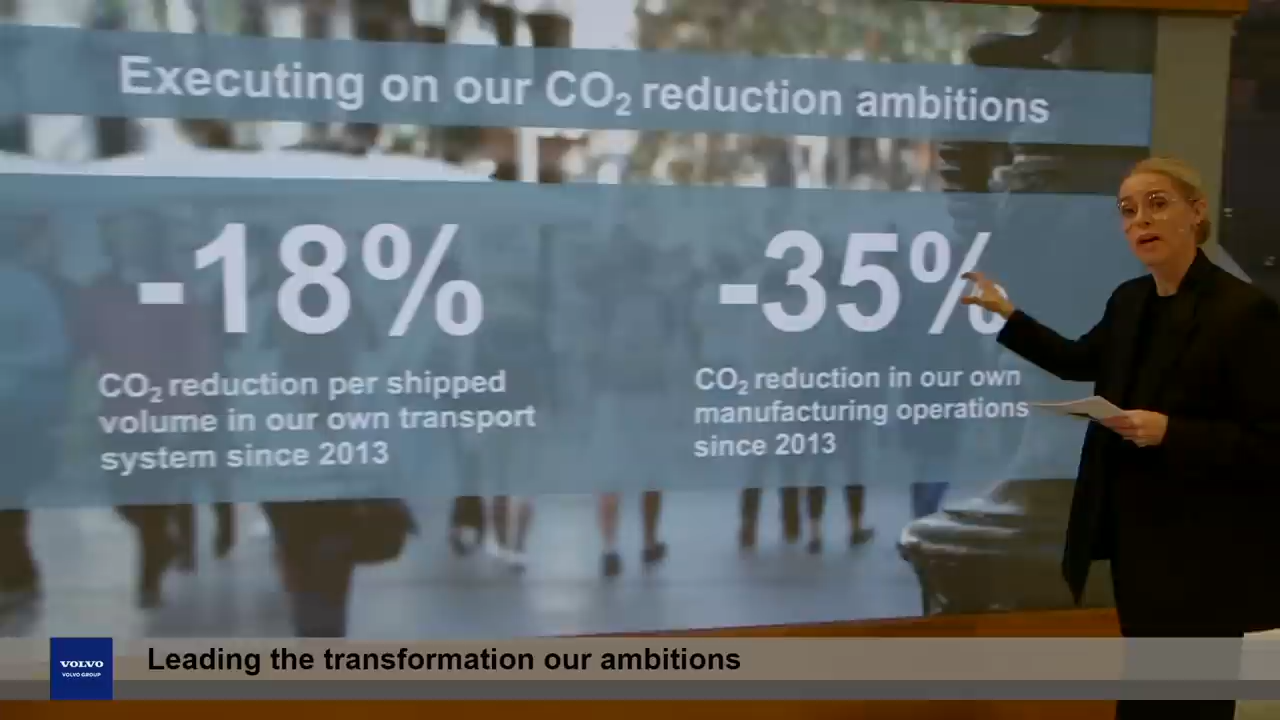 Executing on our CO₂ reduction ambitions
-18%
CO₂ reduction per shipped
volume in our own transport
system since 2013
-35%
CO₂ reduction in our own
manufacturing operations
since 2013
VOLVO
VOLVO GROUP
Leading the transformation our ambitions